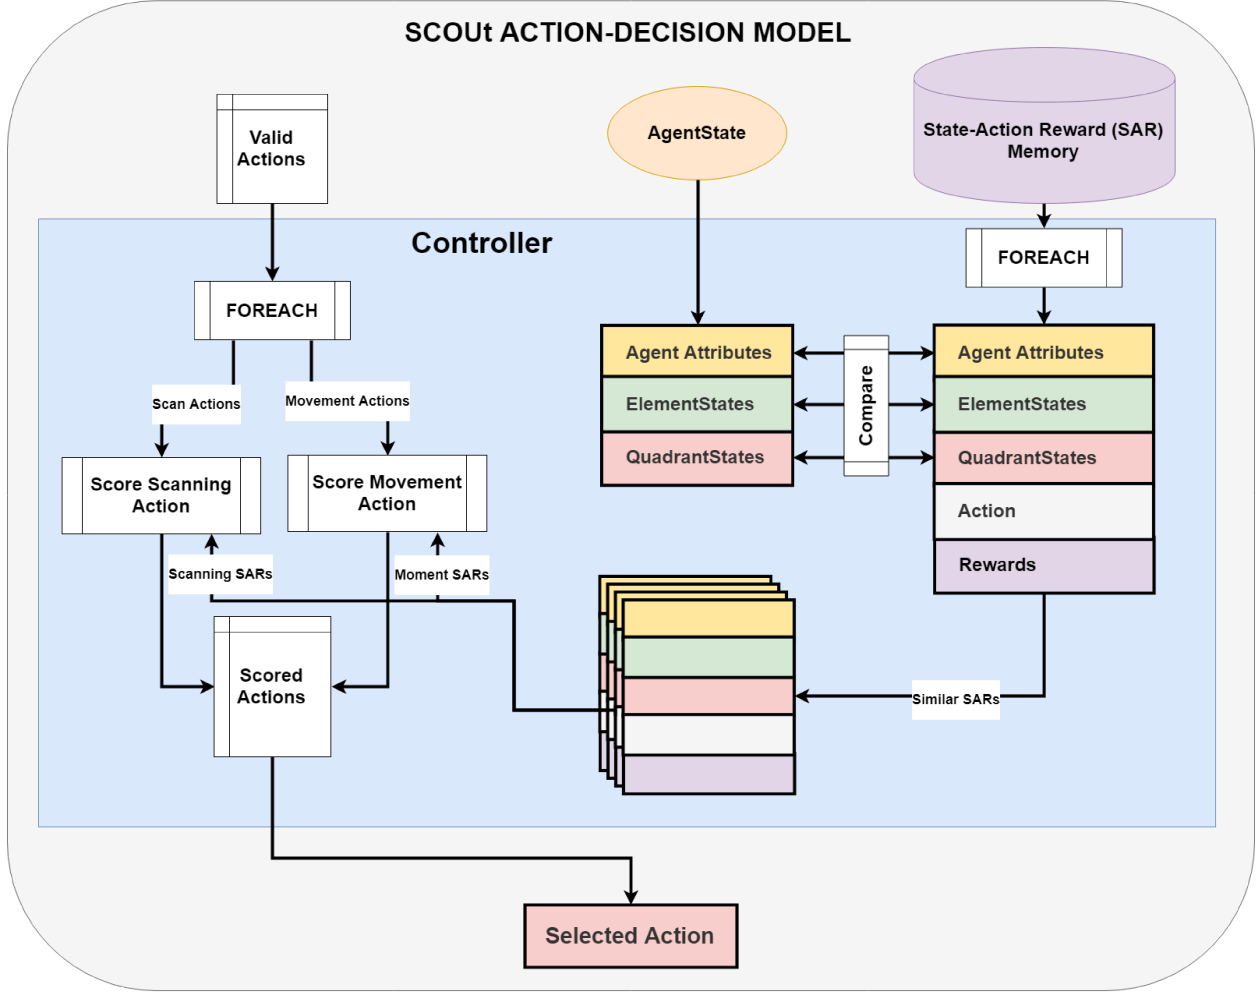 SCOUt ACTION-DECISION MODEL
Valid
Actions
AgentState
State-Action Reward (SAR)
Memory
Controller
FOREACH
FOREACH
Scan Actions
Movement Actions
Score Scanning
Action
Score Movement
Action
Agent Attributes
ElementStates
QuadrantStates
Compare
Agent Attributes
ElementStates
QuadrantStates
Action
Rewards
Scanning SARs
Moment SARs
Scored
Actions
Similar SARs
Selected Action